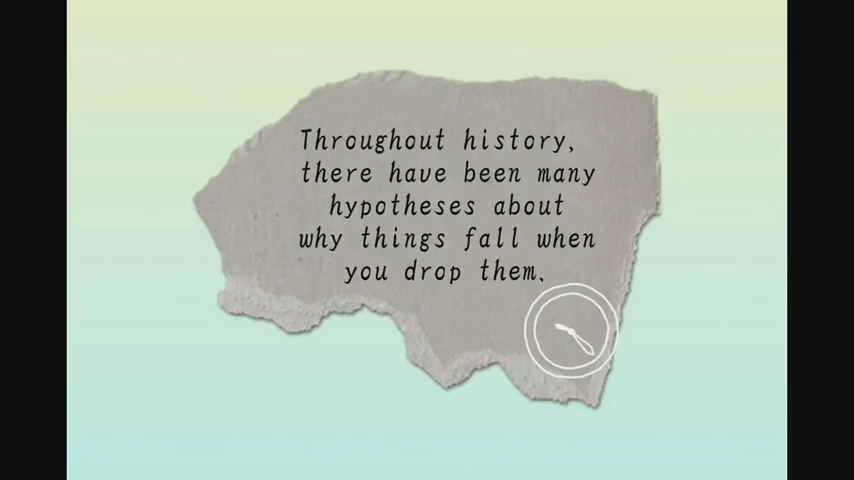 Throughout history,
there have been many
hypotheses about
why things fall when
you drop them.